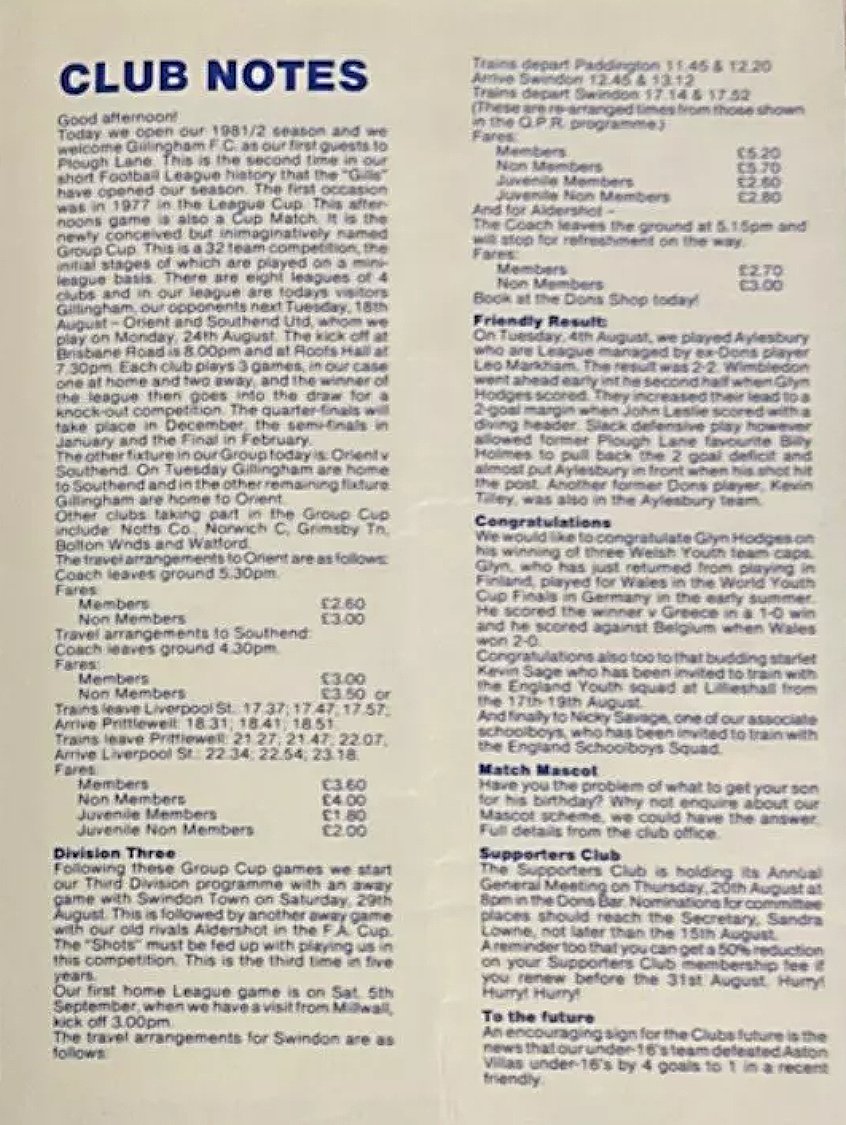 CLUB NOTES
Good afternoon!
Today we open our 1981/2 season and we
welcome Gillingham F.C. as our first guests to
Plough Lane. This is the second time in our
short Football League history that the "Gills"
have opened our season. The first occasion
was in 1977 in the League Cup. This after-
noons game is also a Cup Match. It is the
newly conceived but inimaginatively named
Group Cup. This is a 32 team competition, the
initial stages of which are played on a mini-
league basis. There are eight leagues of 4
clubs and in our league are todays visitors
Gillingham, our opponents next Tuesday, 18th
August – Orient and Southend Utd, whom we
play on Monday, 24th August. The kick off at
Brisbane Road is 8.00pm and at Roots Hall at
7.30pm. Each club plays 3 games, in our case
one at home and two away, and the winner of
the league then goes into the draw for a
knock-out competition. The quarter-finals will
take place in December, the semi-finals in
January and the Final in February.
The other fixture in our Group today is: Orient v
Southend. On Tuesday Gillingham are home
to Southend and in the other remaining fixture
Gillingham are home to Orient.
Other clubs taking part in the Group Cup
include: Notts Co., Norwich C, Grimsby Tn,
Bolton Wnds and Watford.
The travel arrangements to Orient are as follows:
Coach leaves ground 5.30pm.
Fares:
Members £2.60
Non Members £3.00
Travel arrangements to Southend:
Coach leaves ground 4.30pm.
Fares:
Members £3.00
Non Members £3.50 or
Trains leave Liverpool St.: 17.37; 17.47; 17.57;
Arrive Prittlewell: 18.31; 18.41; 18.51.
Trains leave Prittlewell: 21.27; 21.47; 22.07;
Arrive Liverpool St.: 22.34; 22.54; 23.18.
Fares:
Members £3.60
Non Members £4.00
Juvenile Members £1.80
Juvenile Non Members £2.00
Division Three
Following these Group Cup games we start
our Third Division programme with an away
game with Swindon Town on Saturday, 29th
August. This is followed by another away game
with our old rivals Aldershot in the F.A. Cup.
The "Shots" must be fed up with playing us in
this competition. This is the third time in five
years.
Our first home League game is on Sat. 5th
September, when we have a visit from Millwall,
kick off 3.00pm.
The travel arrangements for Swindon are as
follows:
Trains depart Paddington 11.45 & 12.20
Arrive Swindon 12.45 & 13.12
Trains depart Swindon 17.14 & 17.52
(These are re-arranged times from those shown
in the Q.P.R. programme.)
Fares:
Members £5.20
Non Members £5.70
Juvenile Members £2.60
Juvenile Non Members £2.80
And for Aldershot –
The Coach leaves the ground at 5.15pm and
will stop for refreshment on the way.
Fares:
Members £2.70
Non Members £3.00
Book at the Dons Shop today!
Friendly Result:
On Tuesday, 4th August, we played Aylesbury
who are League managed by ex-Dons player
Leo Markham. The result was 2-2. Wimbledon
went ahead early int he second half when Glyn
Hodges scored. They increased their lead to a
2-goal margin when John Leslie scored with a
diving header. Slack defensive play however
allowed former Plough Lane favourite Billy
Holmes to pull back the 2 goal deficit and
almost put Aylesbury in front when his shot hit
the post. Another former Dons player, Kevin
Tilley, was also in the Aylesbury team.
Congratulations
We would like to congratulate Glyn Hodges on
his winning of three Welsh Youth team caps.
Glyn, who has just returned from playing in
Finland, played for Wales in the World Youth
Cup Finals in Germany in the early summer.
He scored the winner v Greece in a 1-0 win
and he scored against Belgium when Wales
won 2-0.
Congratulations also too to that budding starlet
Kevin Sage who has been invited to train with
the England Youth squad at Lillieshall from
the 17th-19th August.
And finally to Nicky Savage, one of our associate
schoolboys, who has been invited to train with
the England Schoolboys Squad.
Match Mascot
Have you the problem of what to get your son
for his birthday? Why not enquire about our
Mascot scheme, we could have the answer.
Full details from the club office.
Supporters Club
The Supporters Club is holding its Annual
General Meeting on Thursday, 20th August at
8pm in the Dons Bar. Nominations for committee
places should reach the Secretary, Sandra
Lowne, not later than the 15th August.
A reminder too that you can get a 50% reduction
on your Supporters Club membership fee if
you renew before the 31st August. Hurry!
Hurry! Hurry!
To the future
An encouraging sign for the Clubs future is the
news that our under-16's team defeated Aston
Villas under-16's by 4 goals to 1 in a recent
friendly.